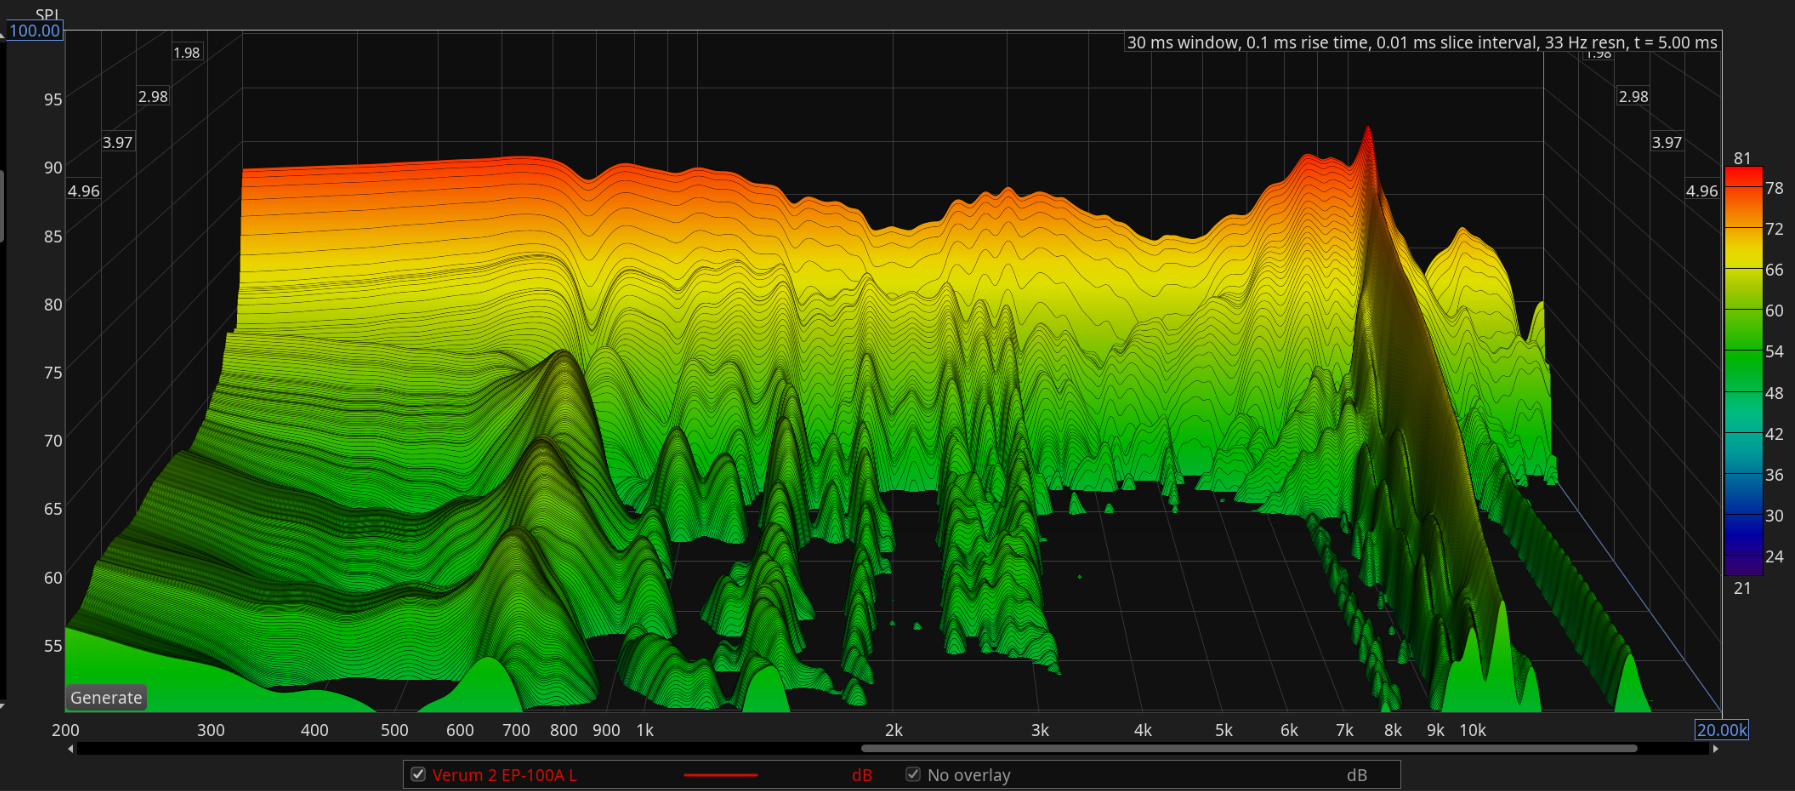 SPL
100.00
30 ms window, 0.1 ms rise time, 0.01 ms slice interval, 33 Hz resn, t = 5.00 ms
1.98 1.98
95 2.98 2.98
3.97 3.97
90 81
4.96 4.96 78
85 72
66
80 60
75 54
48
70 42
36
65 30
60 24
21
55
Generate
200 300 400 500 600 700 800 900 1k 2k 3k 4k 5k 6k 7k 8k 9k 10k 20.00k
Verum 2 EP-100A L dB No overlay dB